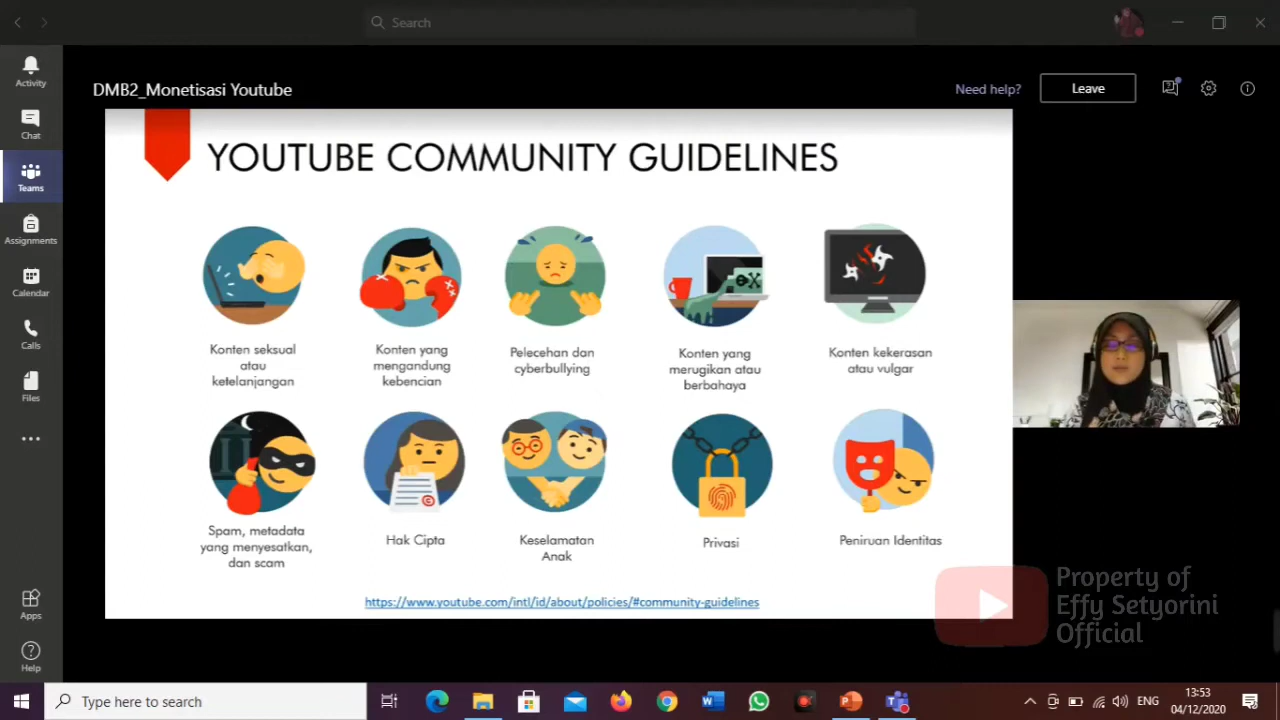 Search
Activity
Chat
Teams
Assignments
Calendar
Calls
Files
Apps
Help
DMB2_Monetisasi Youtube
Need help?
Leave
YOUTUBE COMMUNITY GUIDELINES
Konten seksual
atau
ketelanjangan
Konten yang
mengandung
kebencian
Pelecehan dan
cyberbullying
Konten yang
merugikan atau
berbahaya
Konten kekerasan
atau vulgar
Spam, metadata
yang menyesatkan,
dan scam
Hak Cipta
Keselamatan
Anak
Privasi
Peniruan Identitas
https://www.youtube.com/intl/id/about/policies/#community-guidelines
Property of
Effy Setyorini
Official
Type here to search
ENG
13:53
04/12/2020